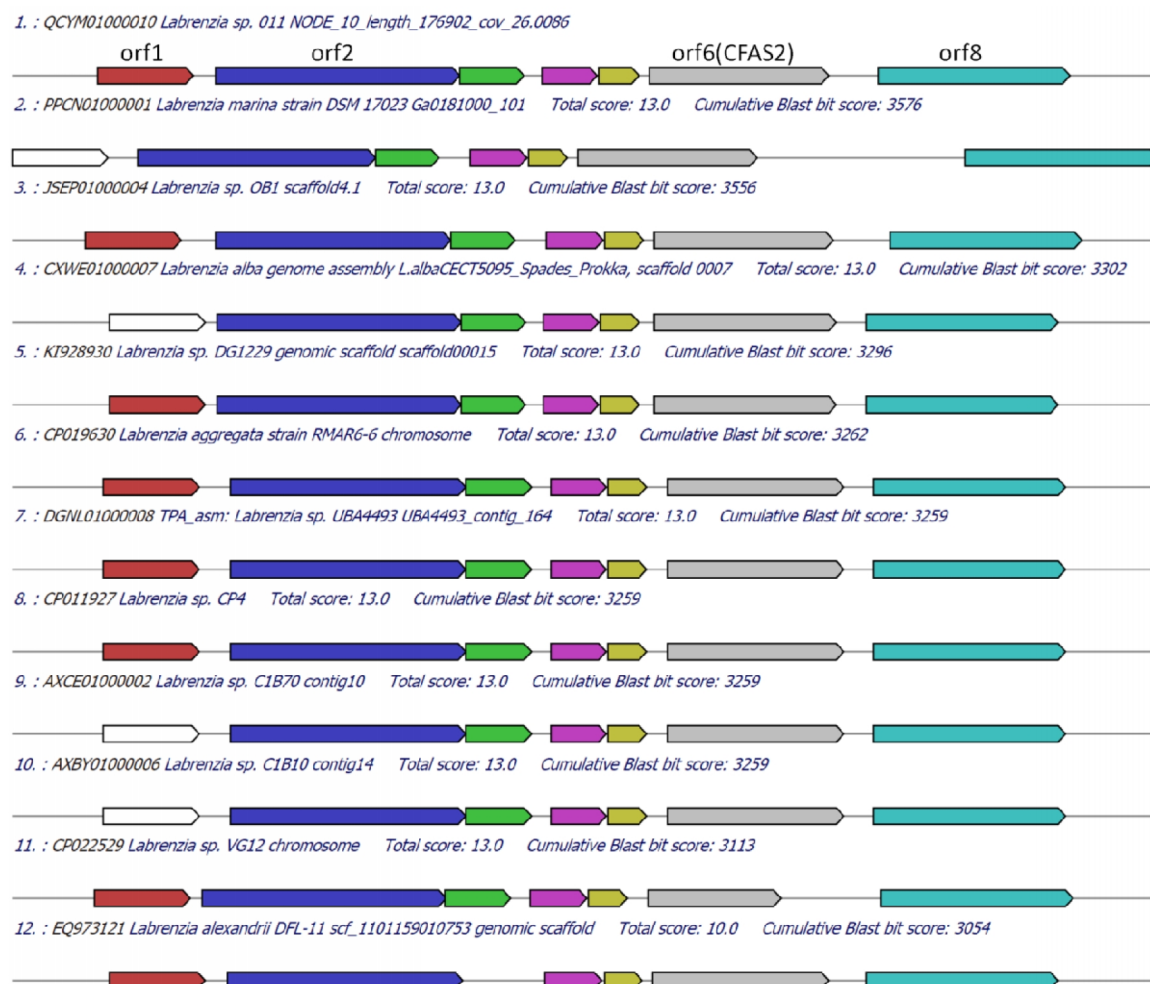 1. : QCYM01000010 Labrenzia sp. 011 NODE_10_length_176902_cov_26.0086
orf1 orf2 orf6(CFAS2) orf8
2. : PPCN01000001 Labrenzia marina strain DSM 17023 Ga0181000_101 Total score: 13.0 Cumulative Blast bit score: 3576
3. : JSEP01000004 Labrenzia sp. OB1 scaffold4.1 Total score: 13.0 Cumulative Blast bit score: 3556
4. : CXWE01000007 Labrenzia alba genome assembly L.albaCECT5095_Spades_Prokka, scaffold 0007 Total score: 13.0 Cumulative Blast bit score: 3302
5. : KI928930 Labrenzia sp. DG1229 genomic scaffold scaffold00015 Total score: 13.0 Cumulative Blast bit score: 3296
6. : CP019630 Labrenzia aggregata strain RMAR6-6 chromosome Total score: 13.0 Cumulative Blast bit score: 3262
7. : DGNL01000008 TPA_asm: Labrenzia sp. UBA4493 UBA4493_contig_164 Total score: 13.0 Cumulative Blast bit score: 3259
8. : CP011927 Labrenzia sp. CP4 Total score: 13.0 Cumulative Blast bit score: 3259
9. : AXCE01000002 Labrenzia sp. C1B70 contig10 Total score: 13.0 Cumulative Blast bit score: 3259
10. : AXBY01000006 Labrenzia sp. C1B10 contig14 Total score: 13.0 Cumulative Blast bit score: 3259
11. : CP022529 Labrenzia sp. VG12 chromosome Total score: 13.0 Cumulative Blast bit score: 3113
12. : EQ973121 Labrenzia alexandrii DFL-11 scf_1101159010753 genomic scaffold Total score: 10.0 Cumulative Blast bit score: 3054